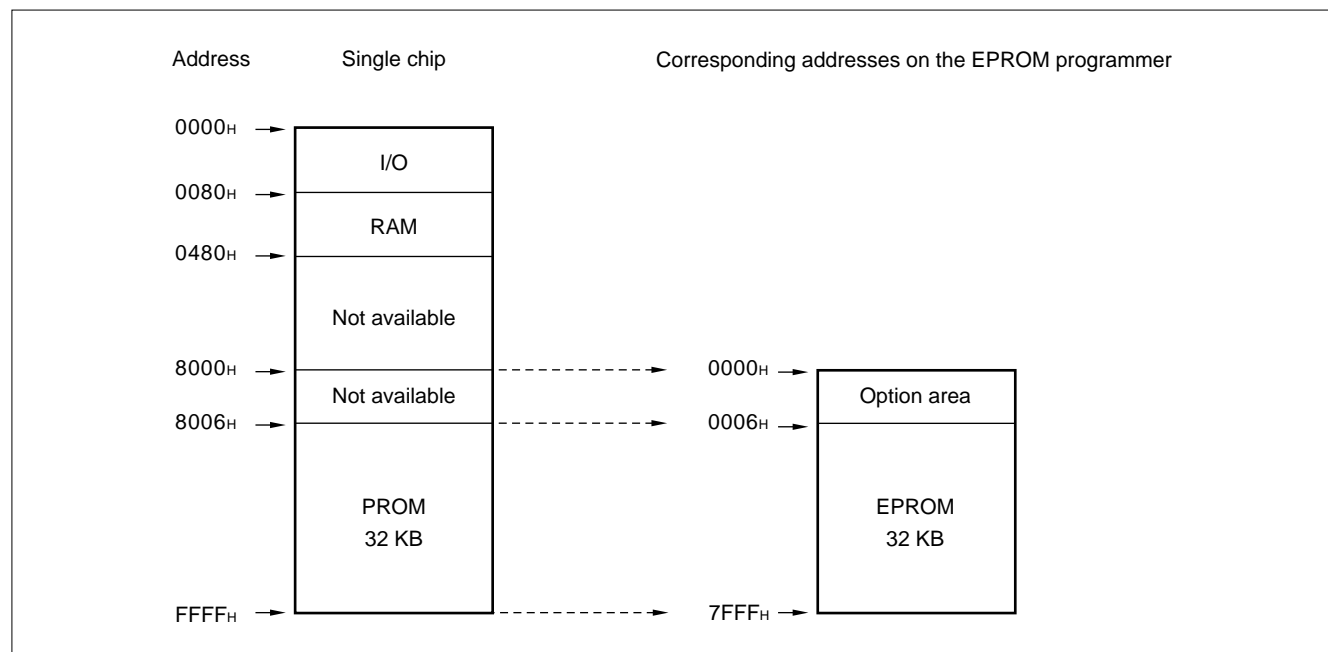 Address Single chip Corresponding addresses on the EPROM programmer
0000H
I/O
0080H
RAM
0480H
Not available
8000H 0000H
Not available Option area
8006H 0006H
PROM EPROM
32 KB 32 KB
FFFFH 7FFFH